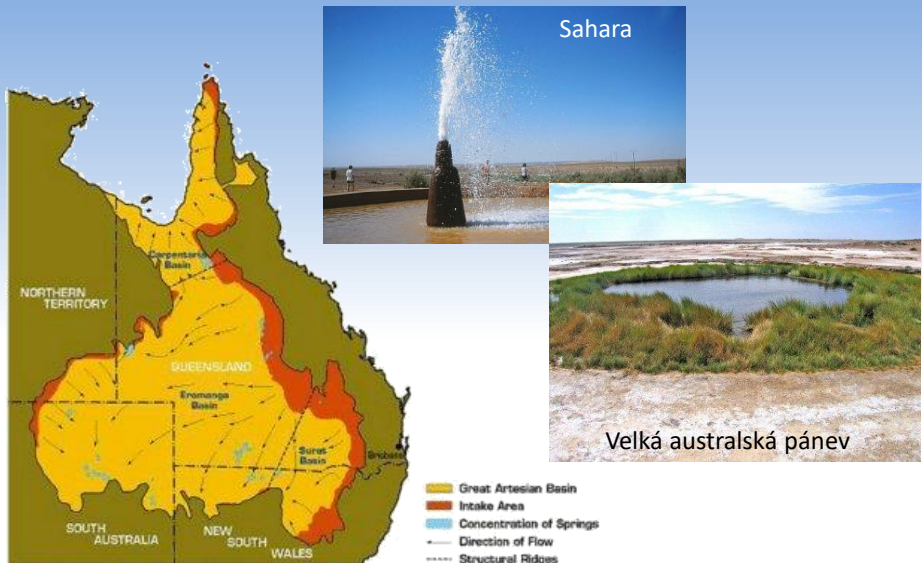 Sahara
Velká australská pánev
Carpentaria
Basin
NORTHERN
TERRITORY
QUEENSLAND
Eromanga
Basin
Surat
Basin
Brisbane
SOUTH
AUSTRALIA
NEW
SOUTH
WALES
Great Artesian Basin
Intake Area
Concentration of Springs
Direction of Flow
Structural Ridges